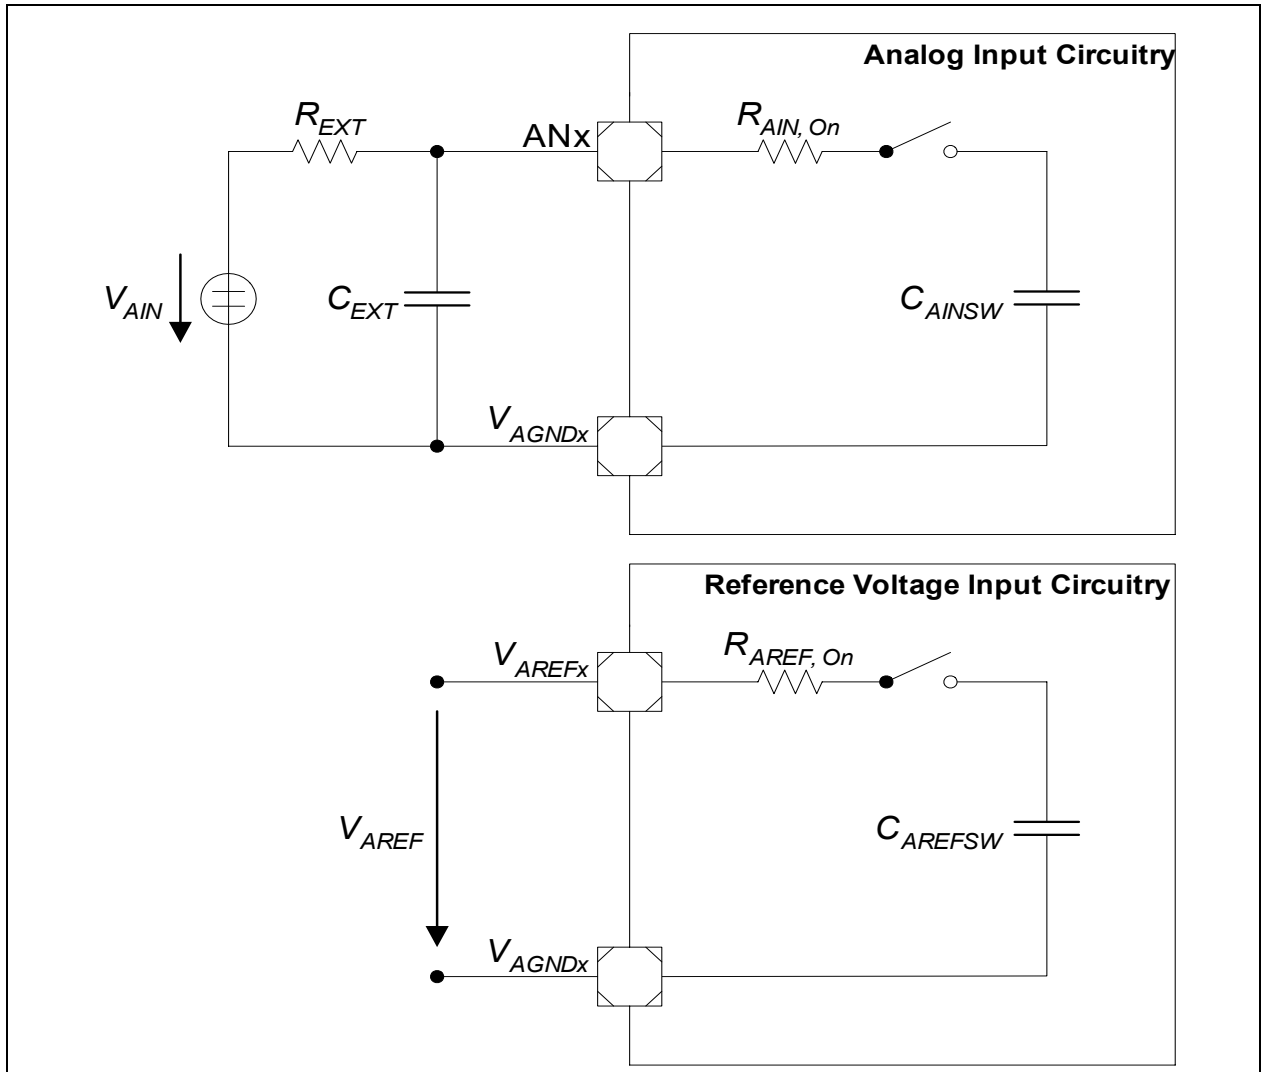 Analog Input Circuitry
R_EXT
ANx
R_AIN, On
V_AIN
C_EXT
C_AINSW
V_AGNDx
Reference Voltage Input Circuitry
V_AREFx
R_AREF, On
V_AREF
C_AREFSW
V_AGNDx